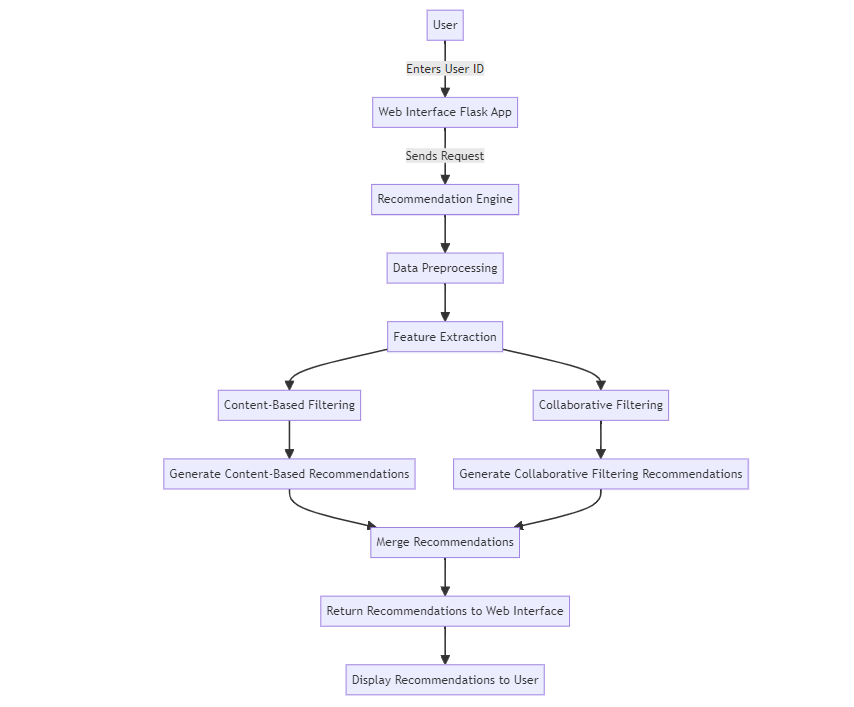 User
Enters User ID
Web Interface Flask App
Sends Request
Recommendation Engine
Data Preprocessing
Feature Extraction
Content-Based Filtering
Collaborative Filtering
Generate Content-Based Recommendations
Generate Collaborative Filtering Recommendations
Merge Recommendations
Return Recommendations to Web Interface
Display Recommendations to User